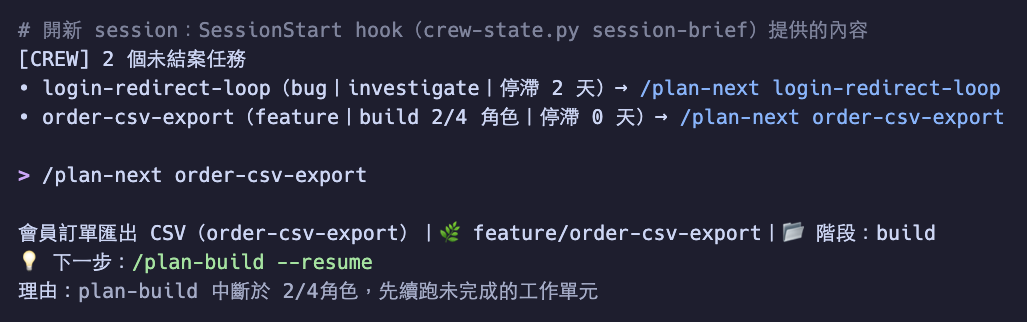 # 開新 session：SessionStart hook（crew-state.py session-brief）提供的內容
[CREW] 2 個未結案任務
• login-redirect-loop（bug｜investigate｜停滯 2 天）→ /plan-next login-redirect-loop
• order-csv-export（feature｜build 2/4 角色｜停滯 0 天）→ /plan-next order-csv-export
> /plan-next order-csv-export
會員訂單匯出 CSV（order-csv-export）｜🌿 feature/order-csv-export｜📂 階段：build
💡 下一步：/plan-build --resume
理由：plan-build 中斷於 2/4角色，先續跑未完成的工作單元